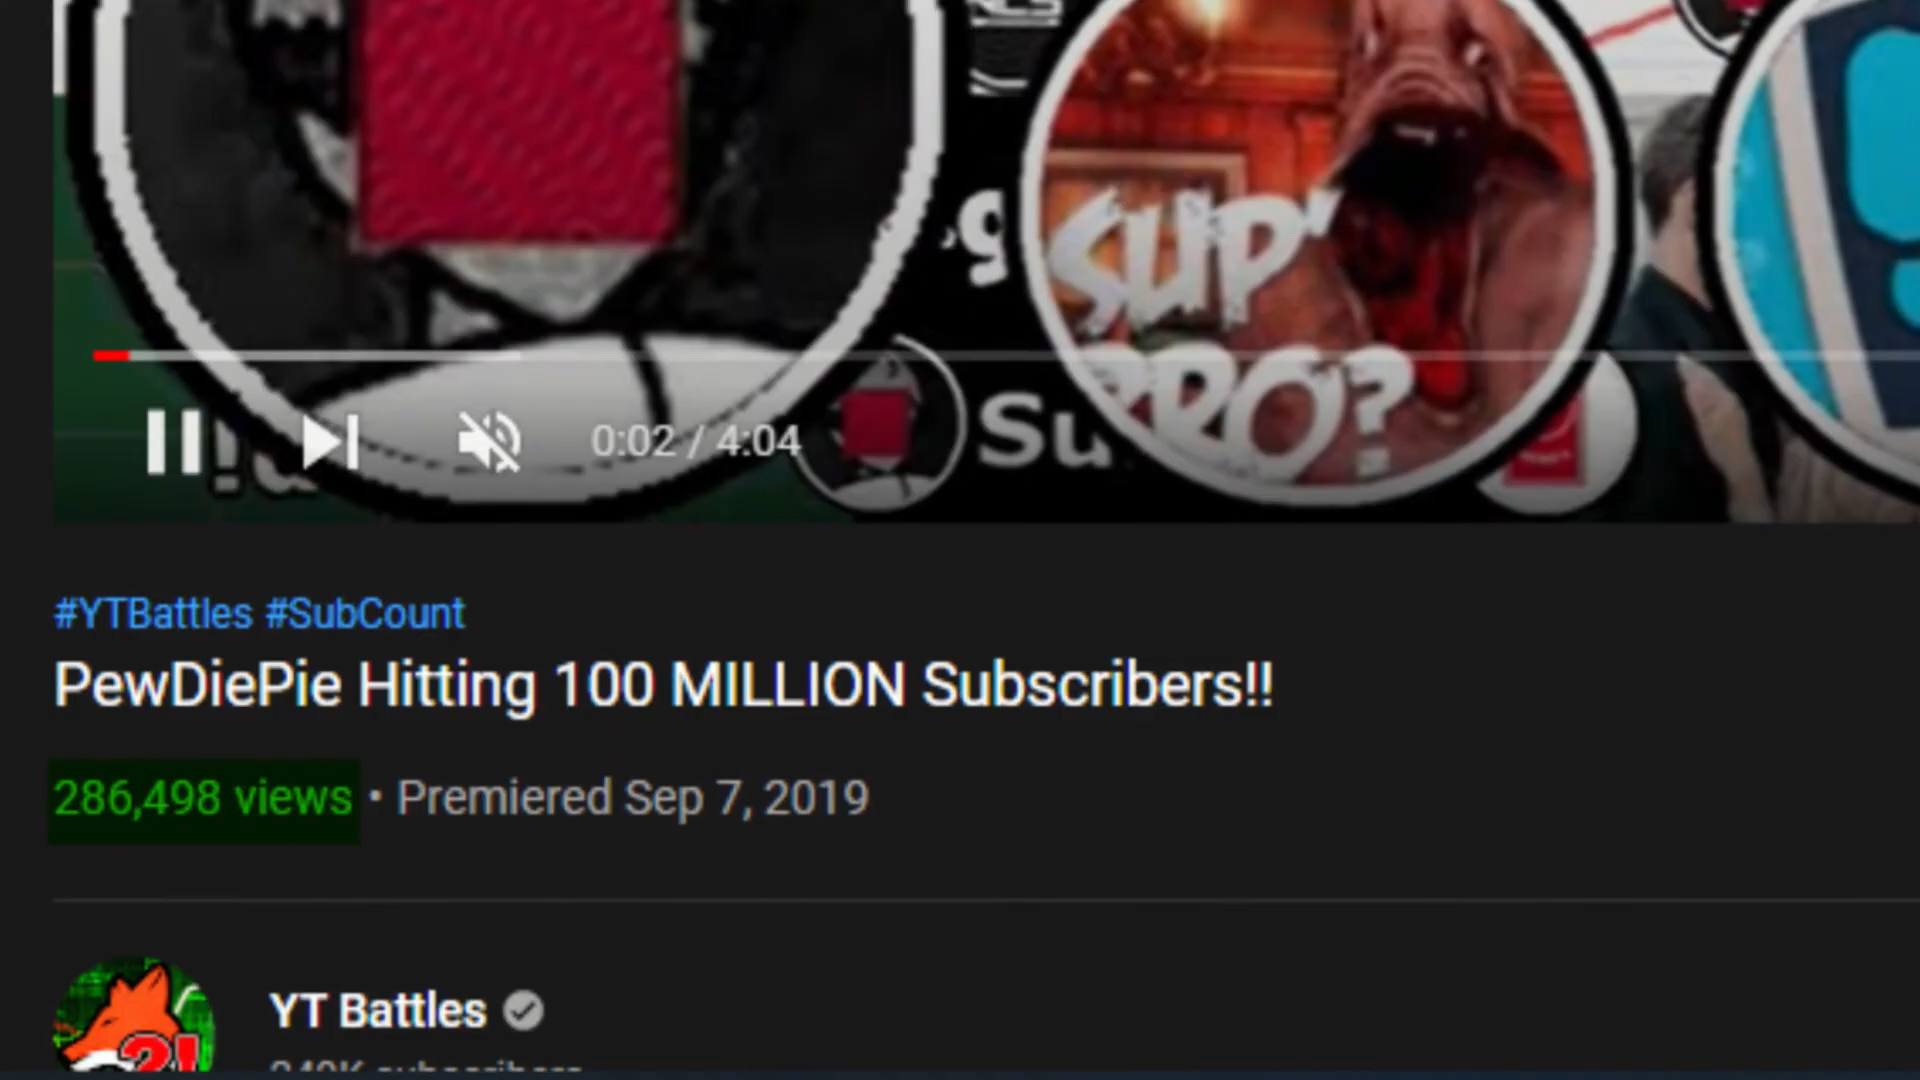 SUP'
BRO?
Su
0:02 / 4:04
#YTBattles #SubCount
PewDiePie Hitting 100 MILLION Subscribers!!
286,498 views • Premiered Sep 7, 2019
YT Battles
?!